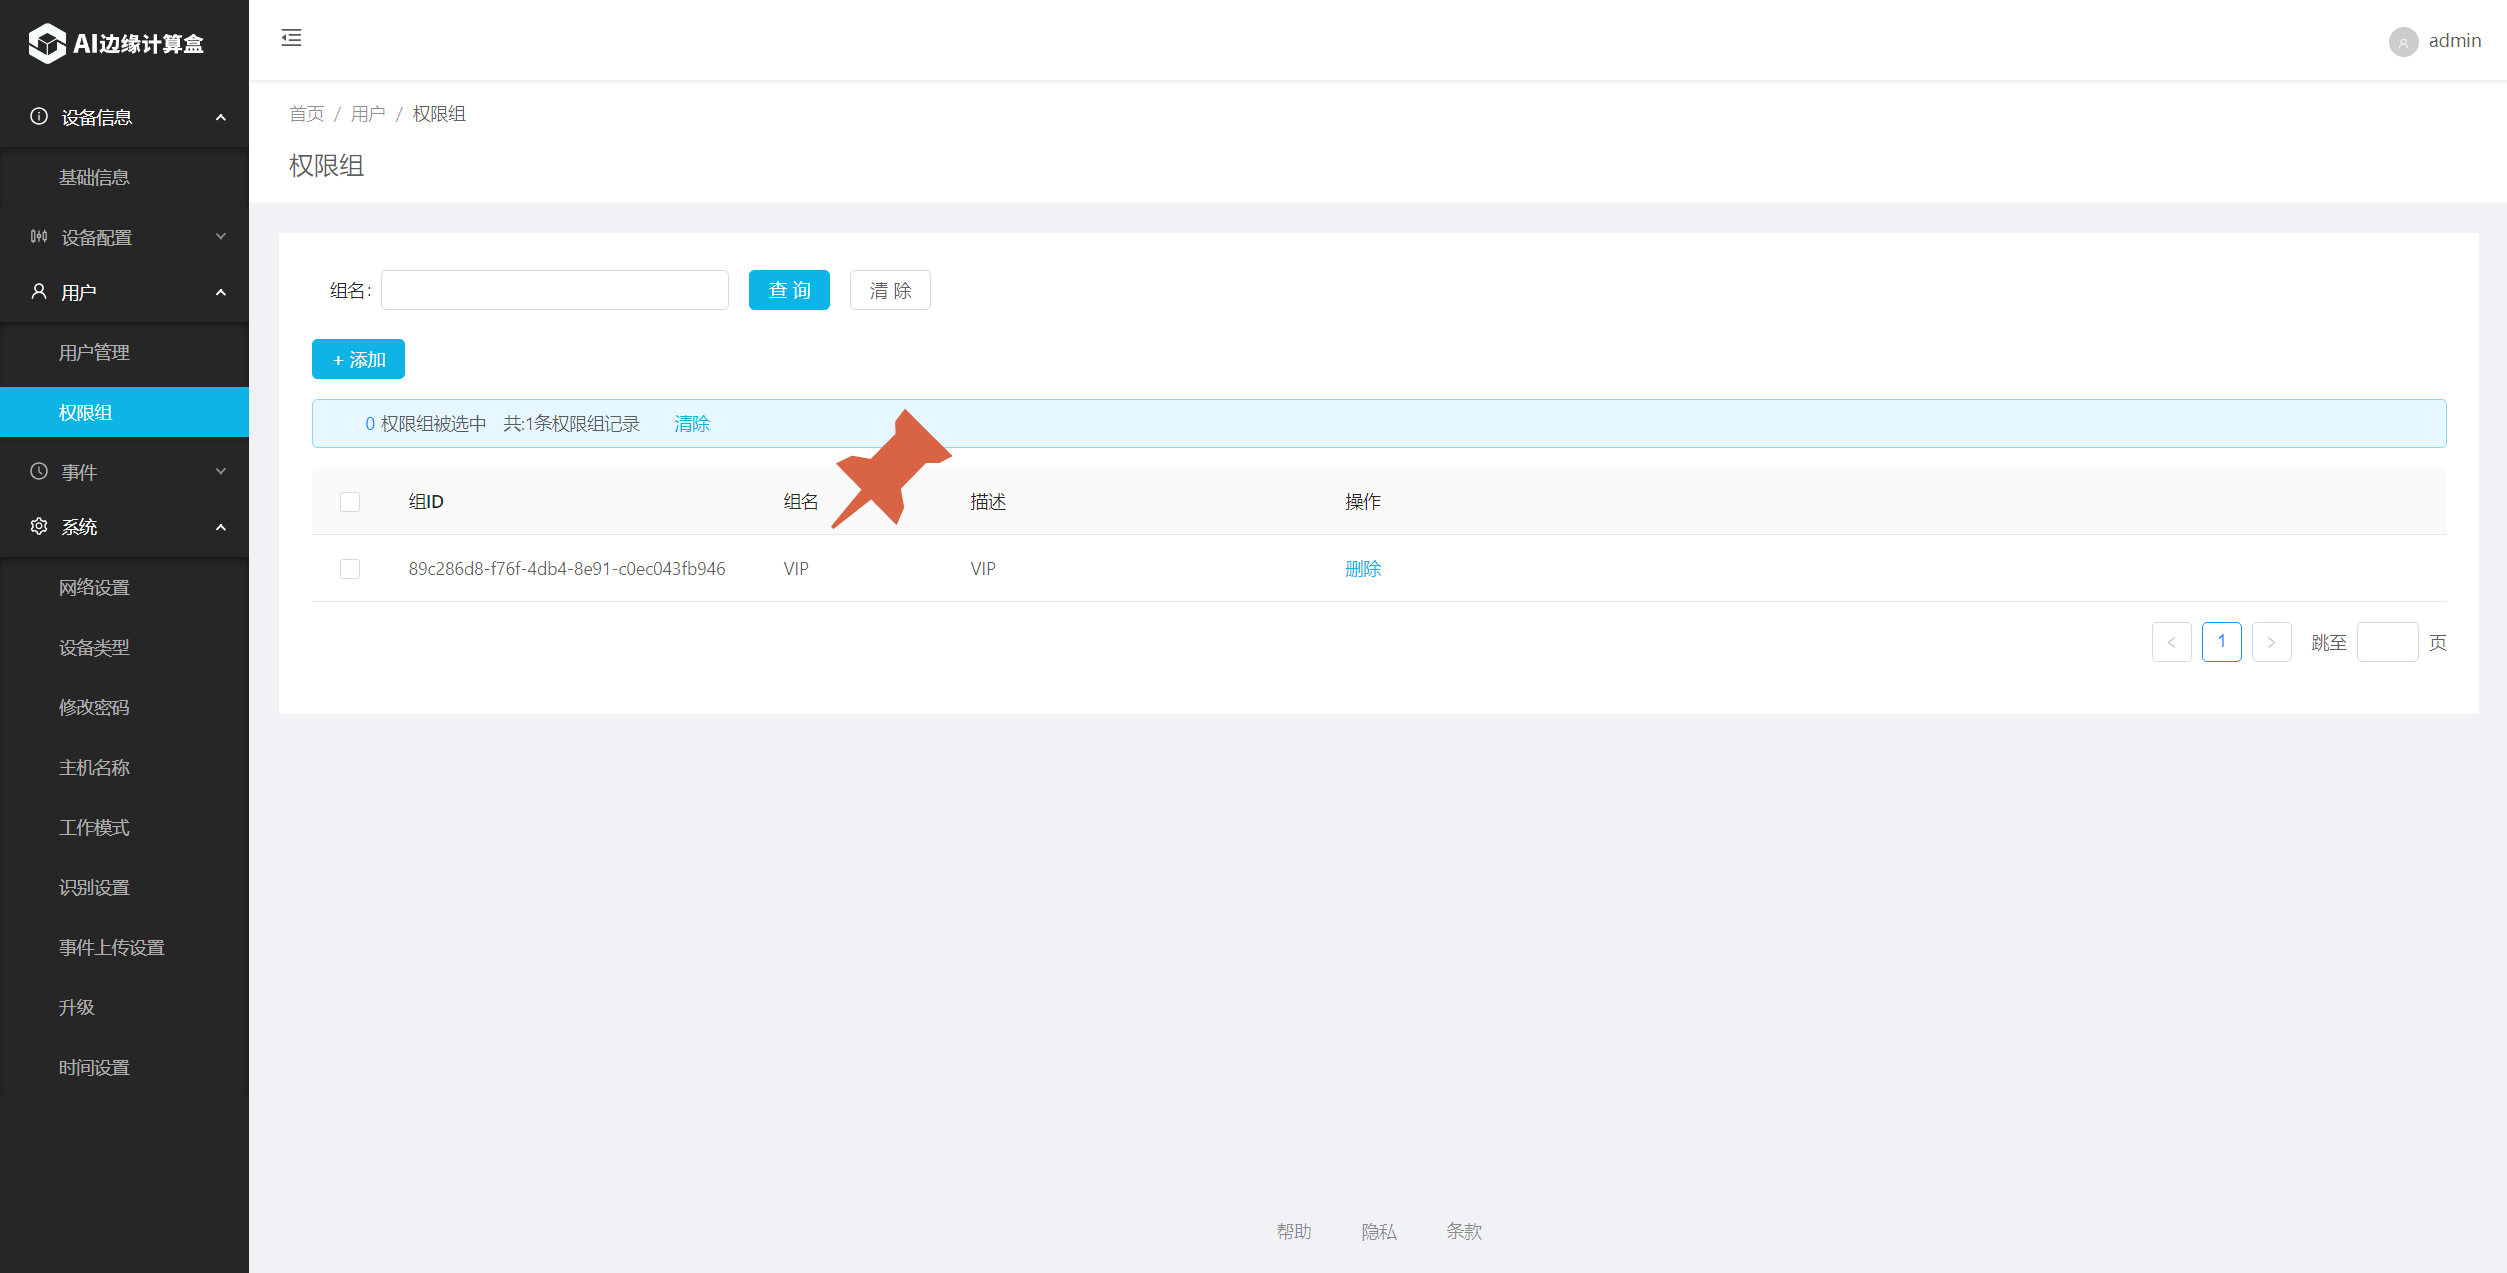 AI边缘计算盒
admin
设备信息
基础信息
设备配置
用户
用户管理
权限组
事件
系统
网络设置
设备类型
修改密码
主机名称
工作模式
识别设置
事件上传设置
升级
时间设置
首页 / 用户 / 权限组
权限组
组名: 查 询 清 除
+ 添加
0 权限组被选中 共:1条权限组记录 清除
组ID 组名 描述 操作
89c286d8-f76f-4db4-8e91-c0ec043fb946 VIP VIP 删除
< 1 > 跳至 页
帮助 隐私 条款